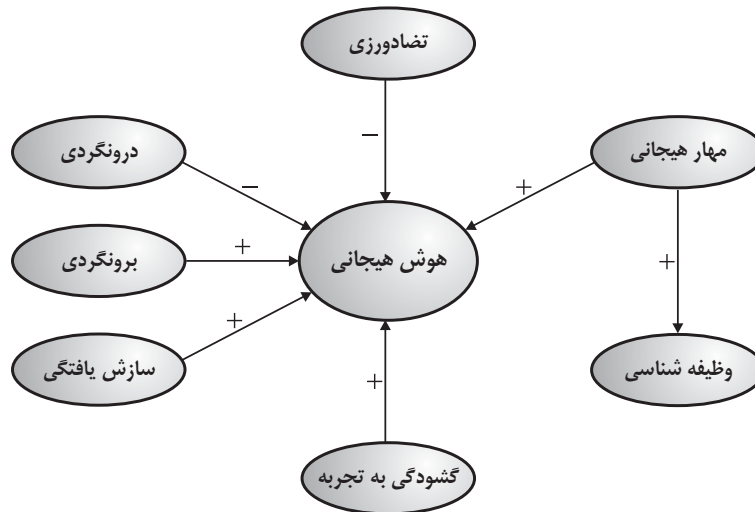 تضادورزی
−
درونگردی
مهار هیجانی
−
+
برونگردی
+
هوش هیجانی
+
+
سازش یافتگی
وظیفه شناسی
+
گشودگی به تجربه